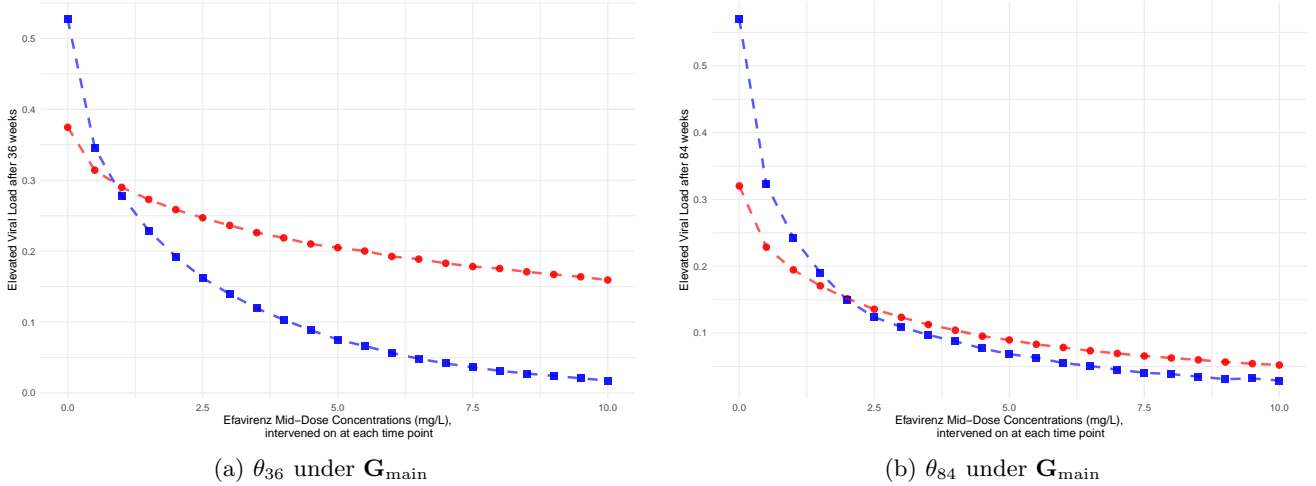 Elevated Viral Load after 36 weeks
0.5
0.4
0.3
0.2
0.1
0.0
0.0 2.5 5.0 7.5 10.0
Efavirenz Mid−Dose Concentrations (mg/L),
intervened on at each time point
(a) θ36 under Gmain
Elevated Viral Load after 84 weeks
0.5
0.4
0.3
0.2
0.1
0.0 2.5 5.0 7.5 10.0
Efavirenz Mid−Dose Concentrations (mg/L),
intervened on at each time point
(b) θ84 under Gmain